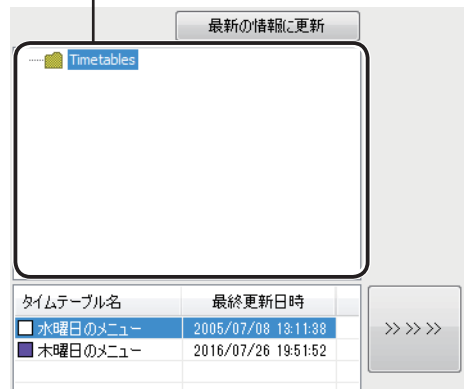 最新の情報に更新
Timetables
タイムテーブル名 最終更新日時
水曜日のメニュー 2005/07/08 13:11:38
木曜日のメニュー 2016/07/26 19:51:52
>> >> >>